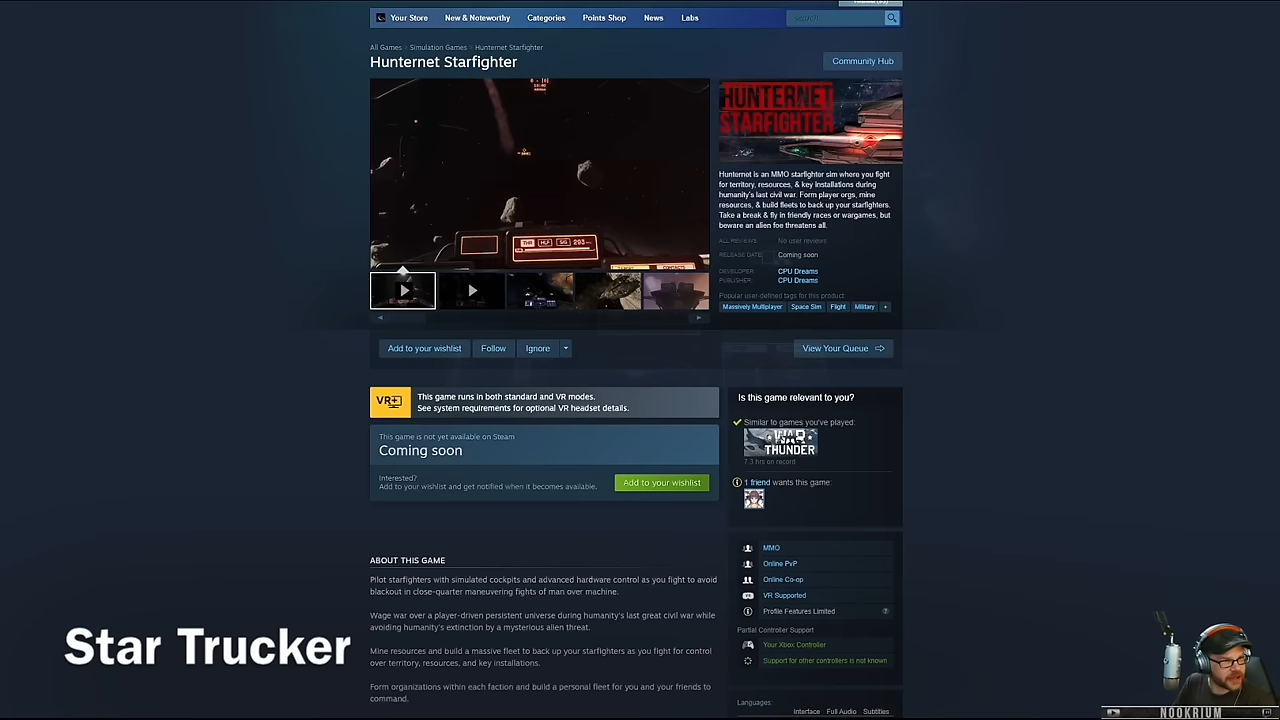 Your Store
New & Noteworthy
Categories
Points Shop
News
Labs
search
All Games > Simulation Games > Hunternet Starfighter
Hunternet Starfighter
Community Hub
THR
HLF
SIG
293
TARGET
CONTACTS
HUNTERNET
STARFIGHTER
Hunternet is an MMO starfighter sim where you fight
for territory, resources, & key installations during
humanity's last civil war. Form player orgs, mine
resources, & build fleets to back up your starfighters.
Take a break & fly in friendly races or wargames, but
beware an alien foe threatens all.
ALL REVIEWS: No user reviews
RELEASE DATE: Coming soon
DEVELOPER: CPU Dreams
PUBLISHER: CPU Dreams
Popular user-defined tags for this product:
Massively Multiplayer
Space Sim
Flight
Military
+
Add to your wishlist
Follow
Ignore
View Your Queue
VR+
This game runs in both standard and VR modes.
See system requirements for optional VR headset details.
This game is not yet available on Steam
Coming soon
Interested?
Add to your wishlist and get notified when it becomes available.
Add to your wishlist
Is this game relevant to you?
Similar to games you've played:
WAR
THUNDER
7.3 hrs on record
1 friend wants this game:
ABOUT THIS GAME
Pilot starfighters with simulated cockpits and advanced hardware control as you fight to avoid
blackout in close-quarter maneuvering fights of man over machine.
Wage war over a player-driven persistent universe during humanity's last great civil war while
avoiding humanity's extinction by a mysterious alien threat.
Mine resources and build a massive fleet to back up your starfighters as you fight for control
over territory, resources, and key installations.
Form organizations within each faction and build a personal fleet for you and your friends to
command.
MMO
Online PvP
Online Co-op
VR Supported
Profile Features Limited
?
Partial Controller Support
Your Xbox Controller
Support for other controllers is not known
Languages:
Interface
Full Audio
Subtitles
Star Trucker
NOOKRIUM